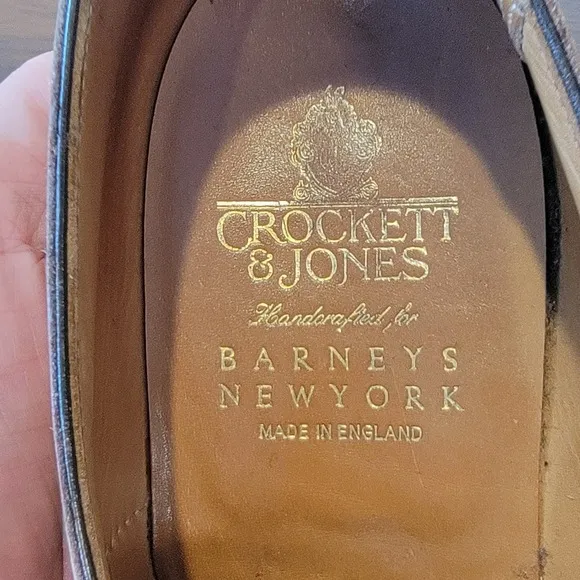 CROCKETT
& JONES
Handcrafted for
BARNEYS
NEWYORK
MADE IN ENGLAND